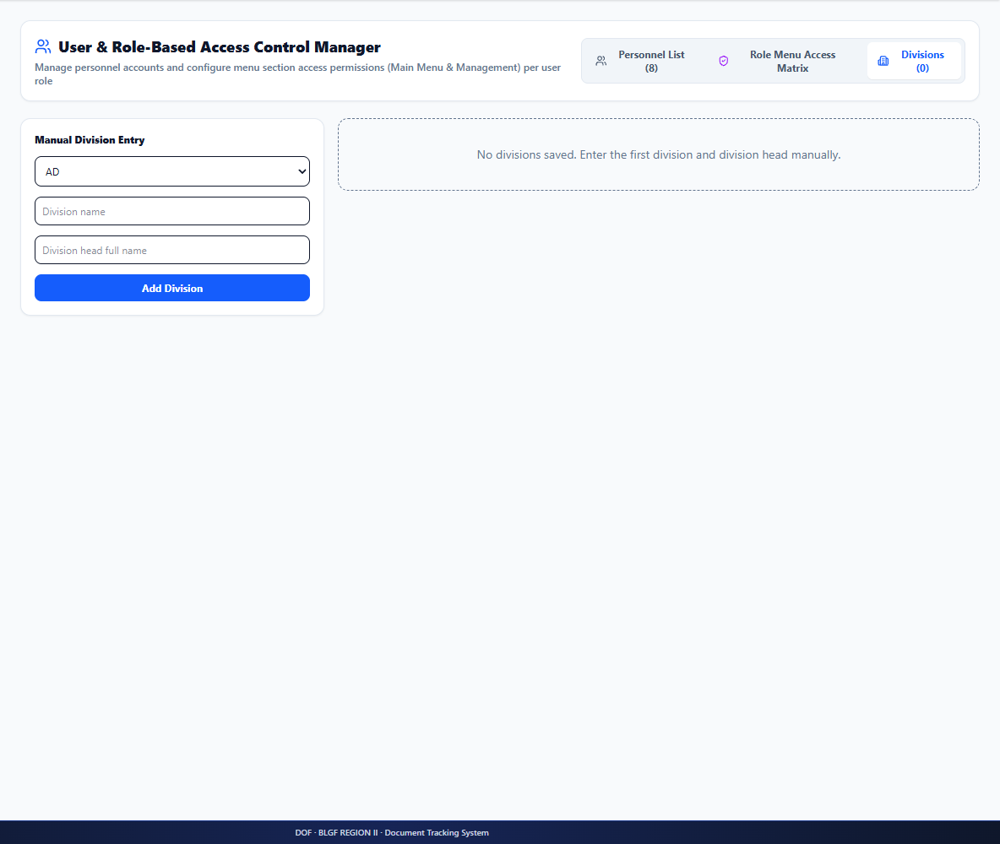 User & Role-Based Access Control Manager
Manage personnel accounts and configure menu section access permissions (Main Menu & Management) per user
role
Personnel List
(8)
Role Menu Access
Matrix
Divisions
(0)
Manual Division Entry
AD
Division name
Division head full name
Add Division
No divisions saved. Enter the first division and division head manually.
DOF · BLGF REGION II · Document Tracking System